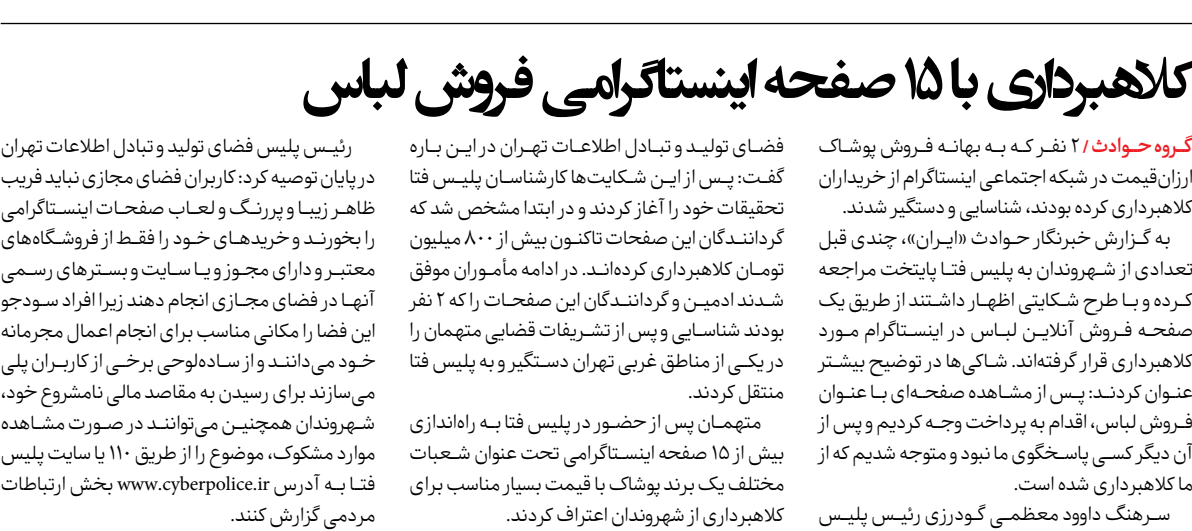 کلاهبرداری با ۱۵ صفحه اینستاگرامی فروش لباس
گروه حوادث / ۲ نفر که به بهانه فروش پوشاک
ارزان‌قیمت در شبکه اجتماعی اینستاگرام از خریداران
کلاهبرداری کرده بودند، شناسایی و دستگیر شدند.
به گزارش خبرنگار حوادث «ایران»، چندی قبل
تعدادی از شهروندان به پلیس فتا پایتخت مراجعه
کرده و با طرح شکایتی اظهار داشتند از طریق یک
صفحه فروش آنلاین لباس در اینستاگرام مورد
کلاهبرداری قرار گرفته‌اند. شاکی‌ها در توضیح بیشتر
عنوان کردند: پس از مشاهده صفحه‌ای با عنوان
فروش لباس، اقدام به پرداخت وجه کردیم و پس از
آن دیگر کسی پاسخگوی ما نبود و متوجه شدیم که از
ما کلاهبرداری شده است.
سرهنگ داوود معظمی گودرزی رئیس پلیس
فضای تولید و تبادل اطلاعات تهران در این باره
گفت: پس از این شکایت‌ها کارشناسان پلیس فتا
تحقیقات خود را آغاز کردند و در ابتدا مشخص شد که
گردانندگان این صفحات تاکنون بیش از ۸۰۰ میلیون
تومان کلاهبرداری کرده‌اند. در ادامه مأموران موفق
شدند ادمین و گردانندگان این صفحات را که ۲ نفر
بودند شناسایی و پس از تشریفات قضایی متهمان را
در یکی از مناطق غربی تهران دستگیر و به پلیس فتا
منتقل کردند.
متهمان پس از حضور در پلیس فتا به راه‌اندازی
بیش از ۱۵ صفحه اینستاگرامی تحت عنوان شعبات
مختلف یک برند پوشاک با قیمت بسیار مناسب برای
کلاهبرداری از شهروندان اعتراف کردند.
رئیس پلیس فضای تولید و تبادل اطلاعات تهران
در پایان توصیه کرد: کاربران فضای مجازی نباید فریب
ظاهر زیبا و پررنگ و لعاب صفحات اینستاگرامی
را بخورند و خریدهای خود را فقط از فروشگاه‌های
معتبر و دارای مجوز و یا سایت و بسترهای رسمی
آنها در فضای مجازی انجام دهند زیرا افراد سودجو
این فضا را مکانی مناسب برای انجام اعمال مجرمانه
خود می‌دانند و از ساده‌لوحی برخی از کاربران پلی
می‌سازند برای رسیدن به مقاصد مالی نامشروع خود،
شهروندان همچنین می‌توانند در صورت مشاهده
موارد مشکوک، موضوع را از طریق ۱۱۰ یا سایت پلیس
فتا به آدرس www.cyberpolice.ir بخش ارتباطات
مردمی گزارش کنند.